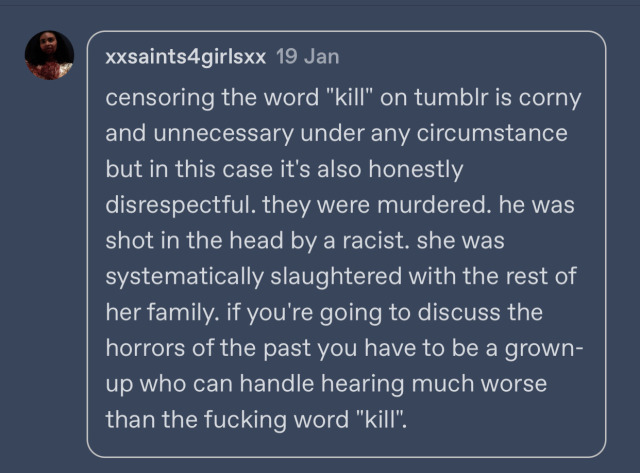 xxsaints4girlsxx 19 Jan
censoring the word "kill" on tumblr is corny
and unnecessary under any circumstance
but in this case it's also honestly
disrespectful. they were murdered. he was
shot in the head by a racist. she was
systematically slaughtered with the rest of
her family. if you're going to discuss the
horrors of the past you have to be a grown-
up who can handle hearing much worse
than the fucking word "kill".